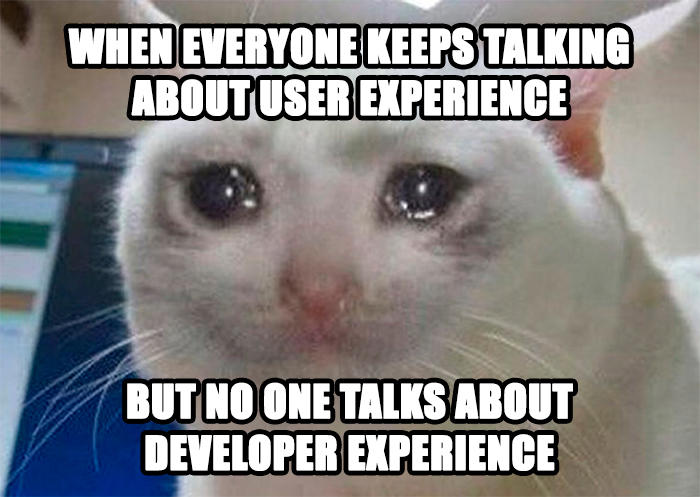 WHEN EVERYONE KEEPS TALKING
ABOUT USER EXPERIENCE
BUT NO ONE TALKS ABOUT
DEVELOPER EXPERIENCE